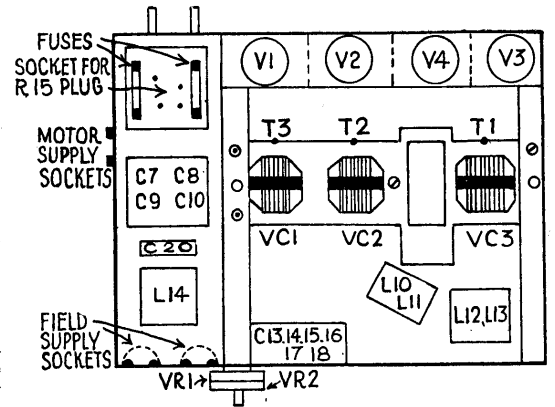 FUSES
SOCKET FOR
R15 PLUG
V1
V2
V4
V3
MOTOR
SUPPLY
SOCKETS
T3
T2
T1
C7 C8
C9 C10
VC1
VC2
VC3
C20
L14
L10
L11
L12,L13
FIELD
SUPPLY
SOCKETS
C13.14.15.16
17 18
VR1
VR2